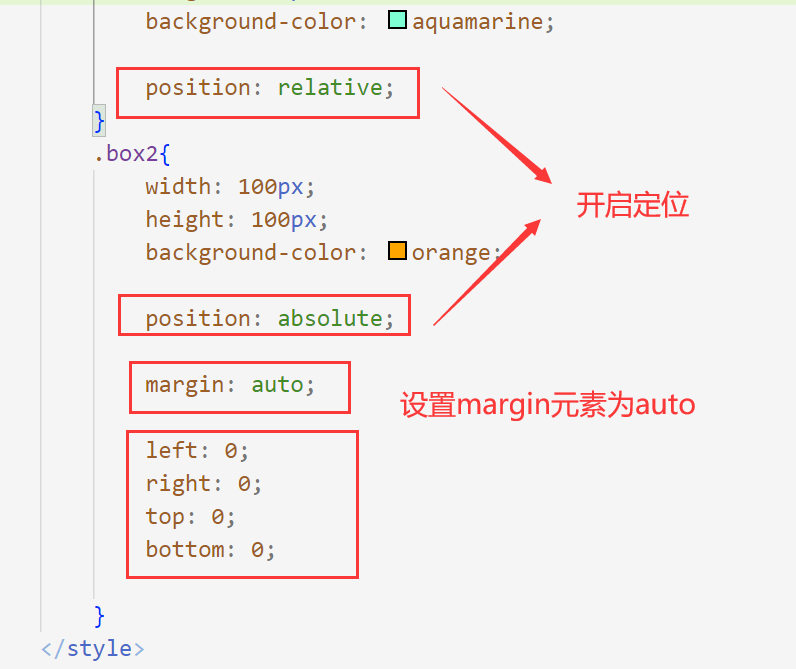 background-color: aquamarine;
position: relative;
}
.box2{
width: 100px;
height: 100px;
开启定位
background-color: orange;
position: absolute;
margin: auto;
设置margin元素为auto
left: 0;
right: 0;
top: 0;
bottom: 0;
}
</style>